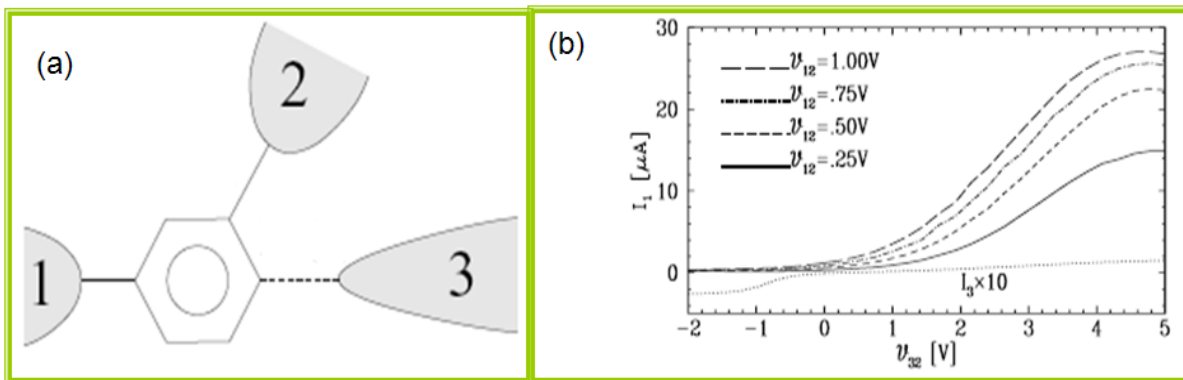 (a)
2
1
3
(b)
30
20
10
0
I₁ [μA]
𝒱₁₂=1.00V
𝒱₁₂=.75V
𝒱₁₂=.50V
𝒱₁₂=.25V
I₃×10
−2 −1 0 1 2 3 4 5
𝒱₃₂ [V]